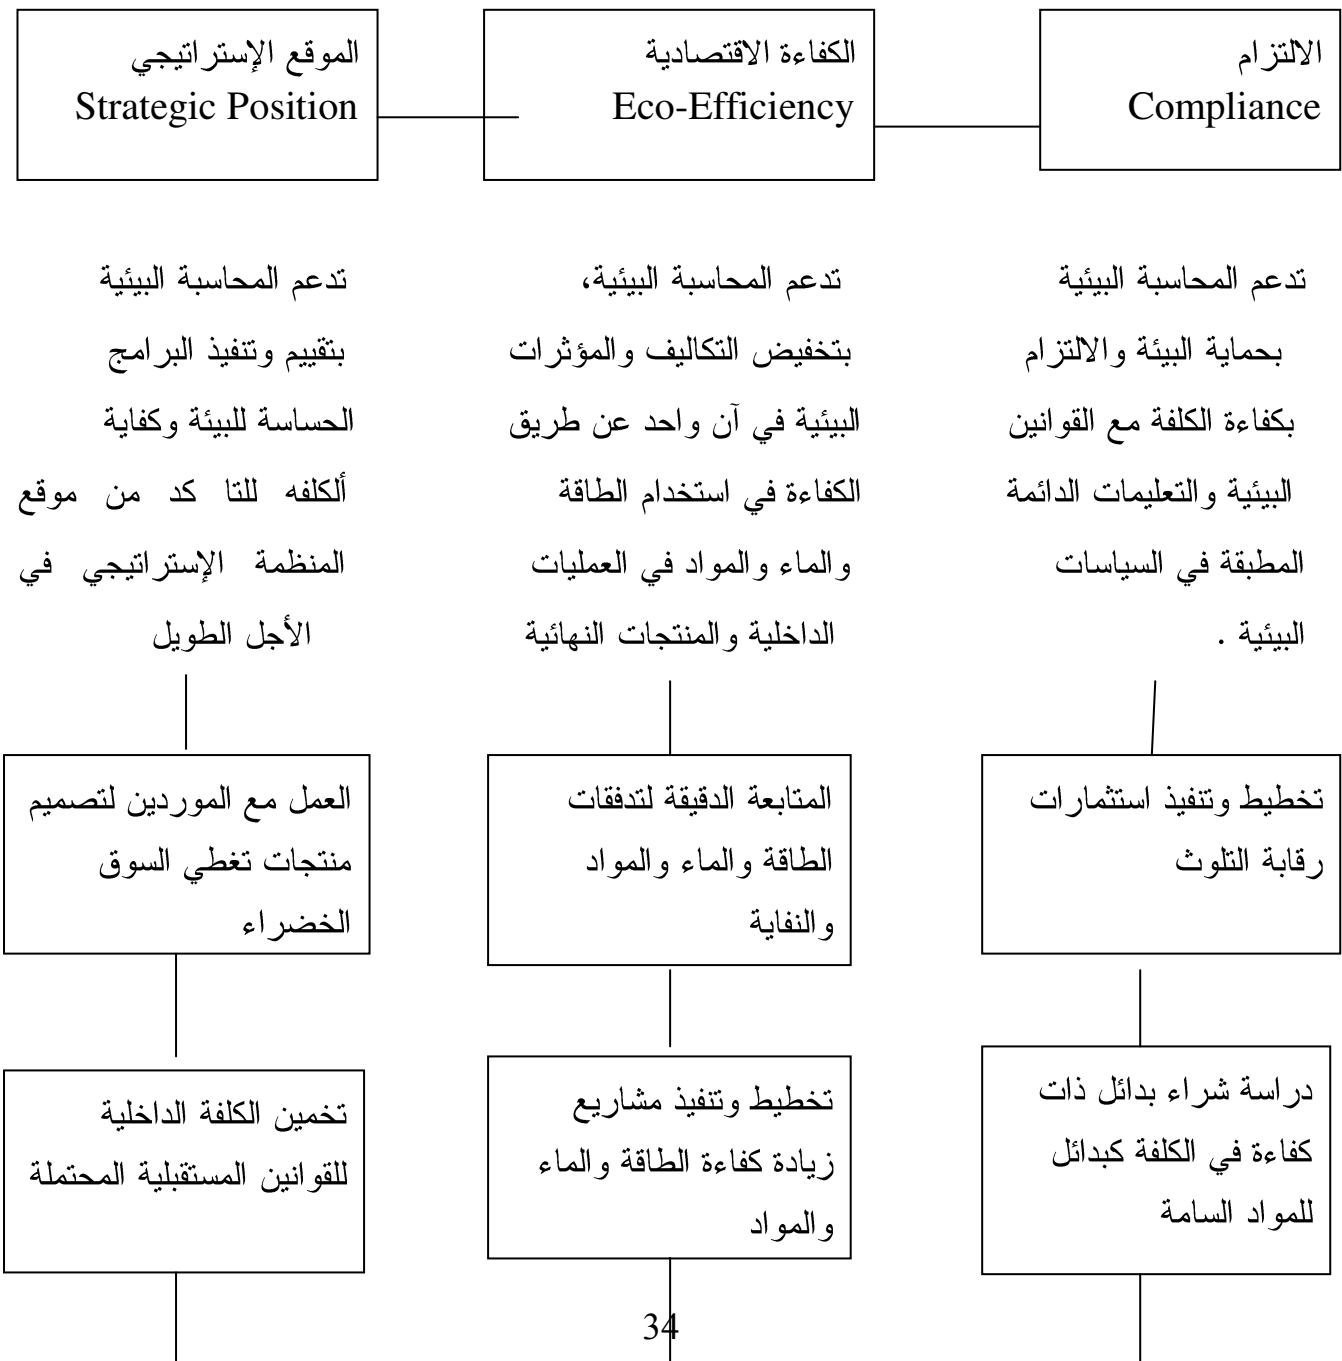 الالتزام
Compliance
الكفاءة الاقتصادية
Eco-Efficiency
الموقع الإستراتيجي
Strategic Position
تدعم المحاسبة البيئية
بحماية البيئة والالتزام
بكفاءة الكلفة مع القوانين
البيئية والتعليمات الدائمة
المطبقة في السياسات
البيئية .
تدعم المحاسبة البيئية،
بتخفيض التكاليف والمؤثرات
البيئية في آن واحد عن طريق
الكفاءة في استخدام الطاقة
والماء والمواد في العمليات
الداخلية والمنتجات النهائية
تدعم المحاسبة البيئية
بتقييم وتنفيذ البرامج
الحساسة للبيئة وكفاية
ألكلفه للتا كد من موقع
المنظمة الإستراتيجي في
الأجل الطويل
تخطيط وتنفيذ استثمارات
رقابة التلوث
المتابعة الدقيقة لتدفقات
الطاقة والماء والمواد
والنفاية
العمل مع الموردين لتصميم
منتجات تغطي السوق
الخضراء
دراسة شراء بدائل ذات
كفاءة في الكلفة كبدائل
للمواد السامة
تخطيط وتنفيذ مشاريع
زيادة كفاءة الطاقة والماء
والمواد
تخمين الكلفة الداخلية
للقوانين المستقبلية المحتملة
34